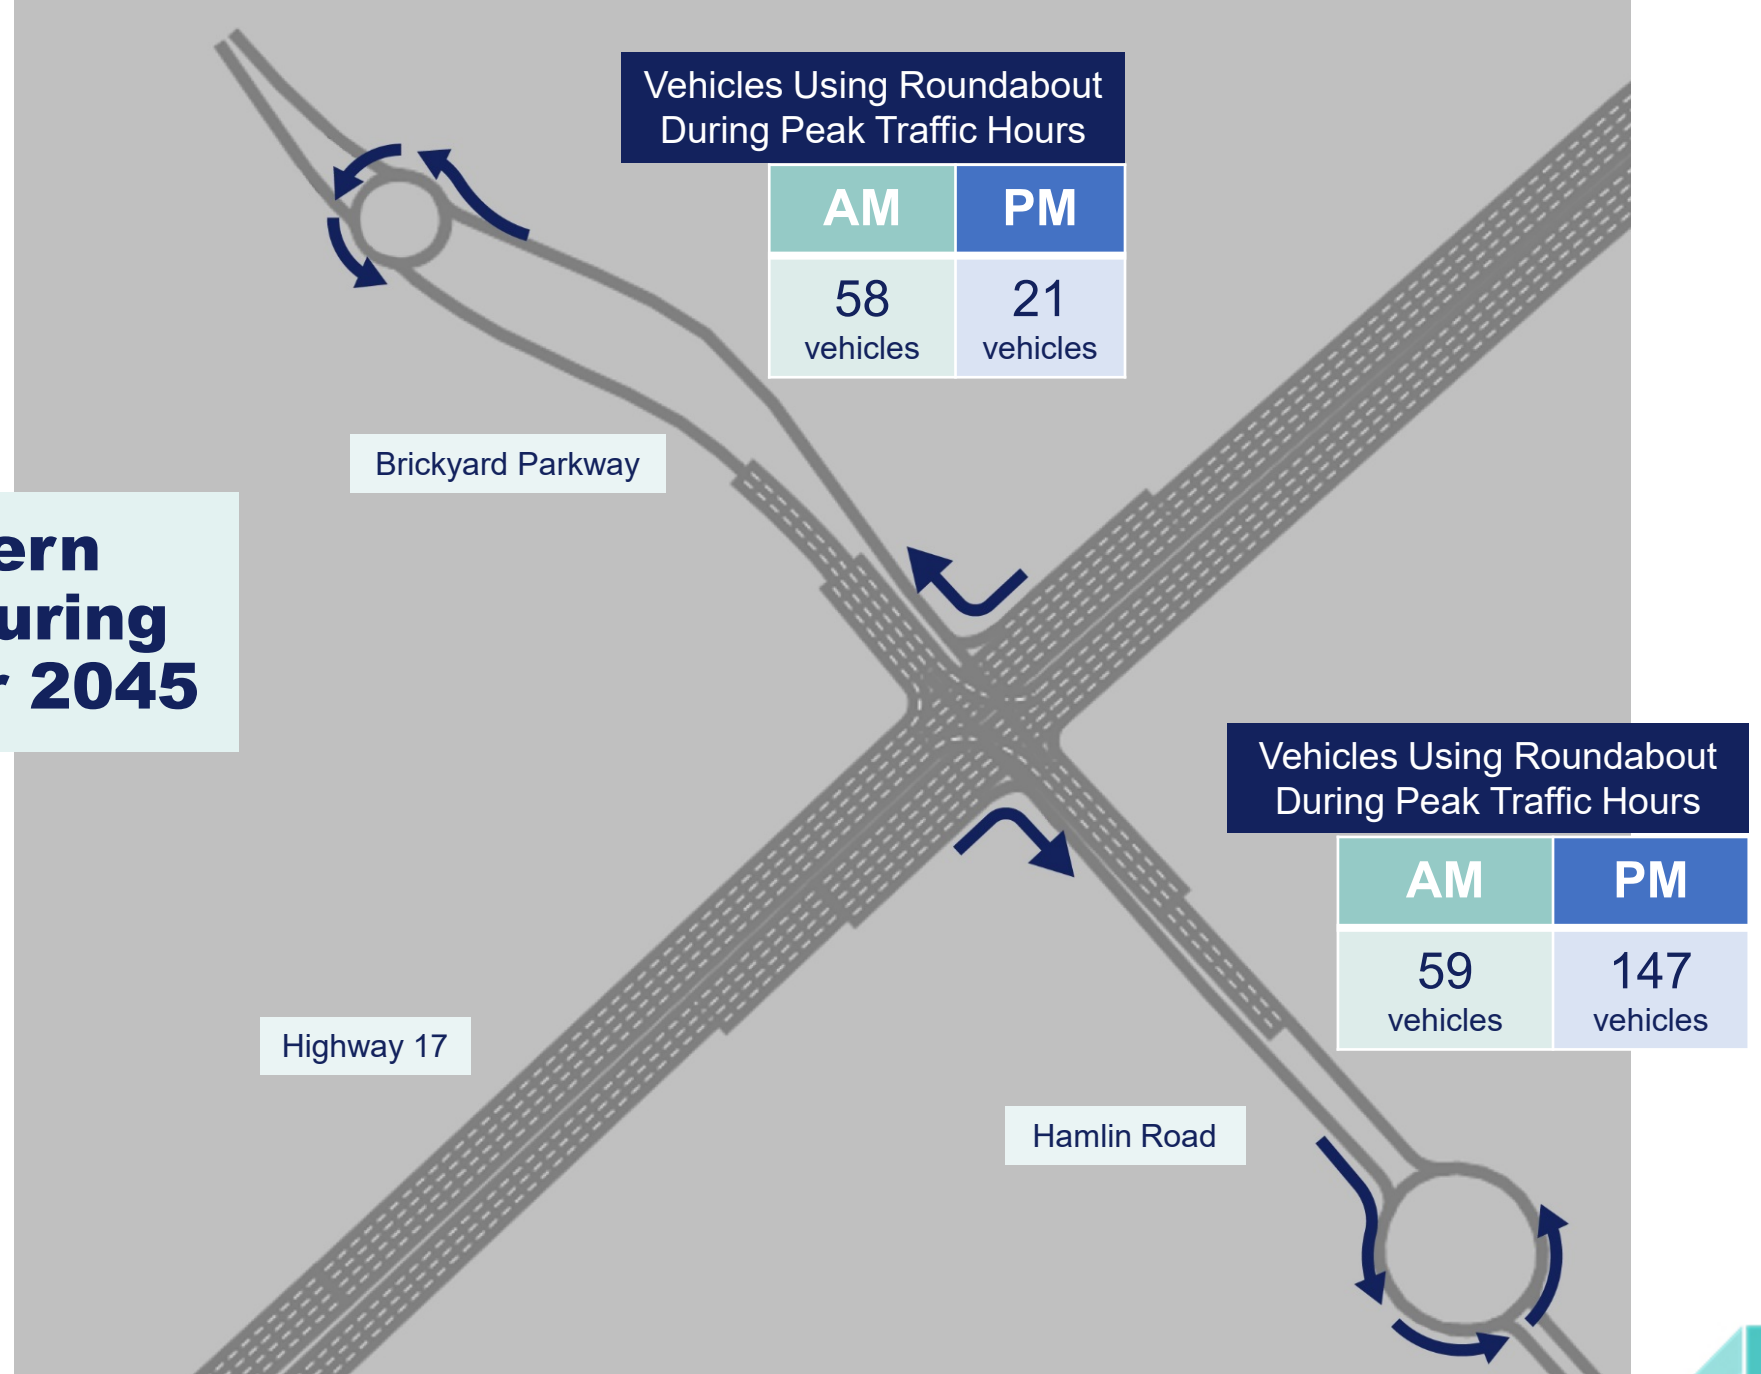 Vehicles Using Roundabout
During Peak Traffic Hours
AM PM
58 21
vehicles vehicles
Brickyard Parkway
ern
uring
r 2045
Vehicles Using Roundabout
During Peak Traffic Hours
AM PM
59 147
vehicles vehicles
Highway 17
Hamlin Road